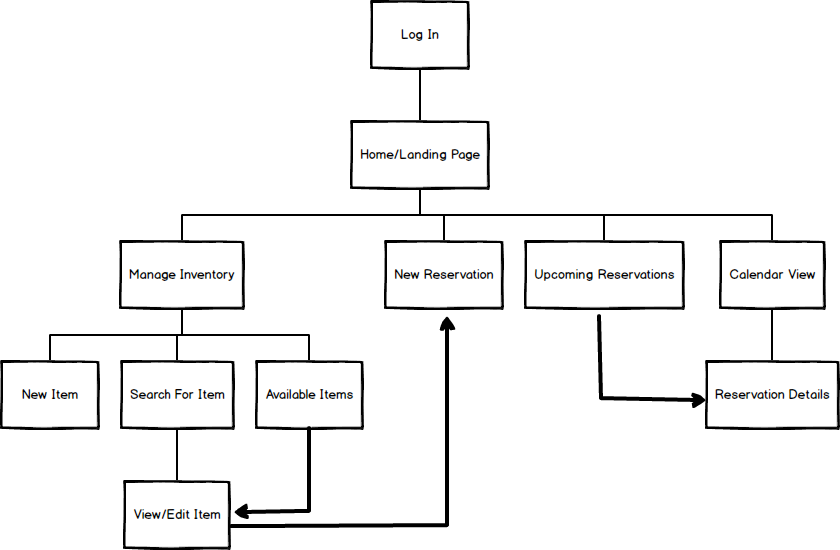 Log In
Home/Landing Page
Manage Inventory
New Reservation
Upcoming Reservations
Calendar View
New Item
Search For Item
Available Items
Reservation Details
View/Edit Item